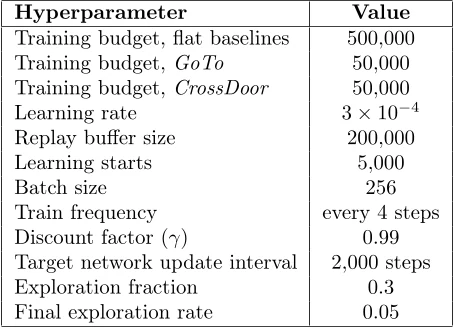 Hyperparameter Value
Training budget, flat baselines 500,000
Training budget, GoTo 50,000
Training budget, CrossDoor 50,000
Learning rate 3 × 10⁻⁴
Replay buffer size 200,000
Learning starts 5,000
Batch size 256
Train frequency every 4 steps
Discount factor (γ) 0.99
Target network update interval 2,000 steps
Exploration fraction 0.3
Final exploration rate 0.05